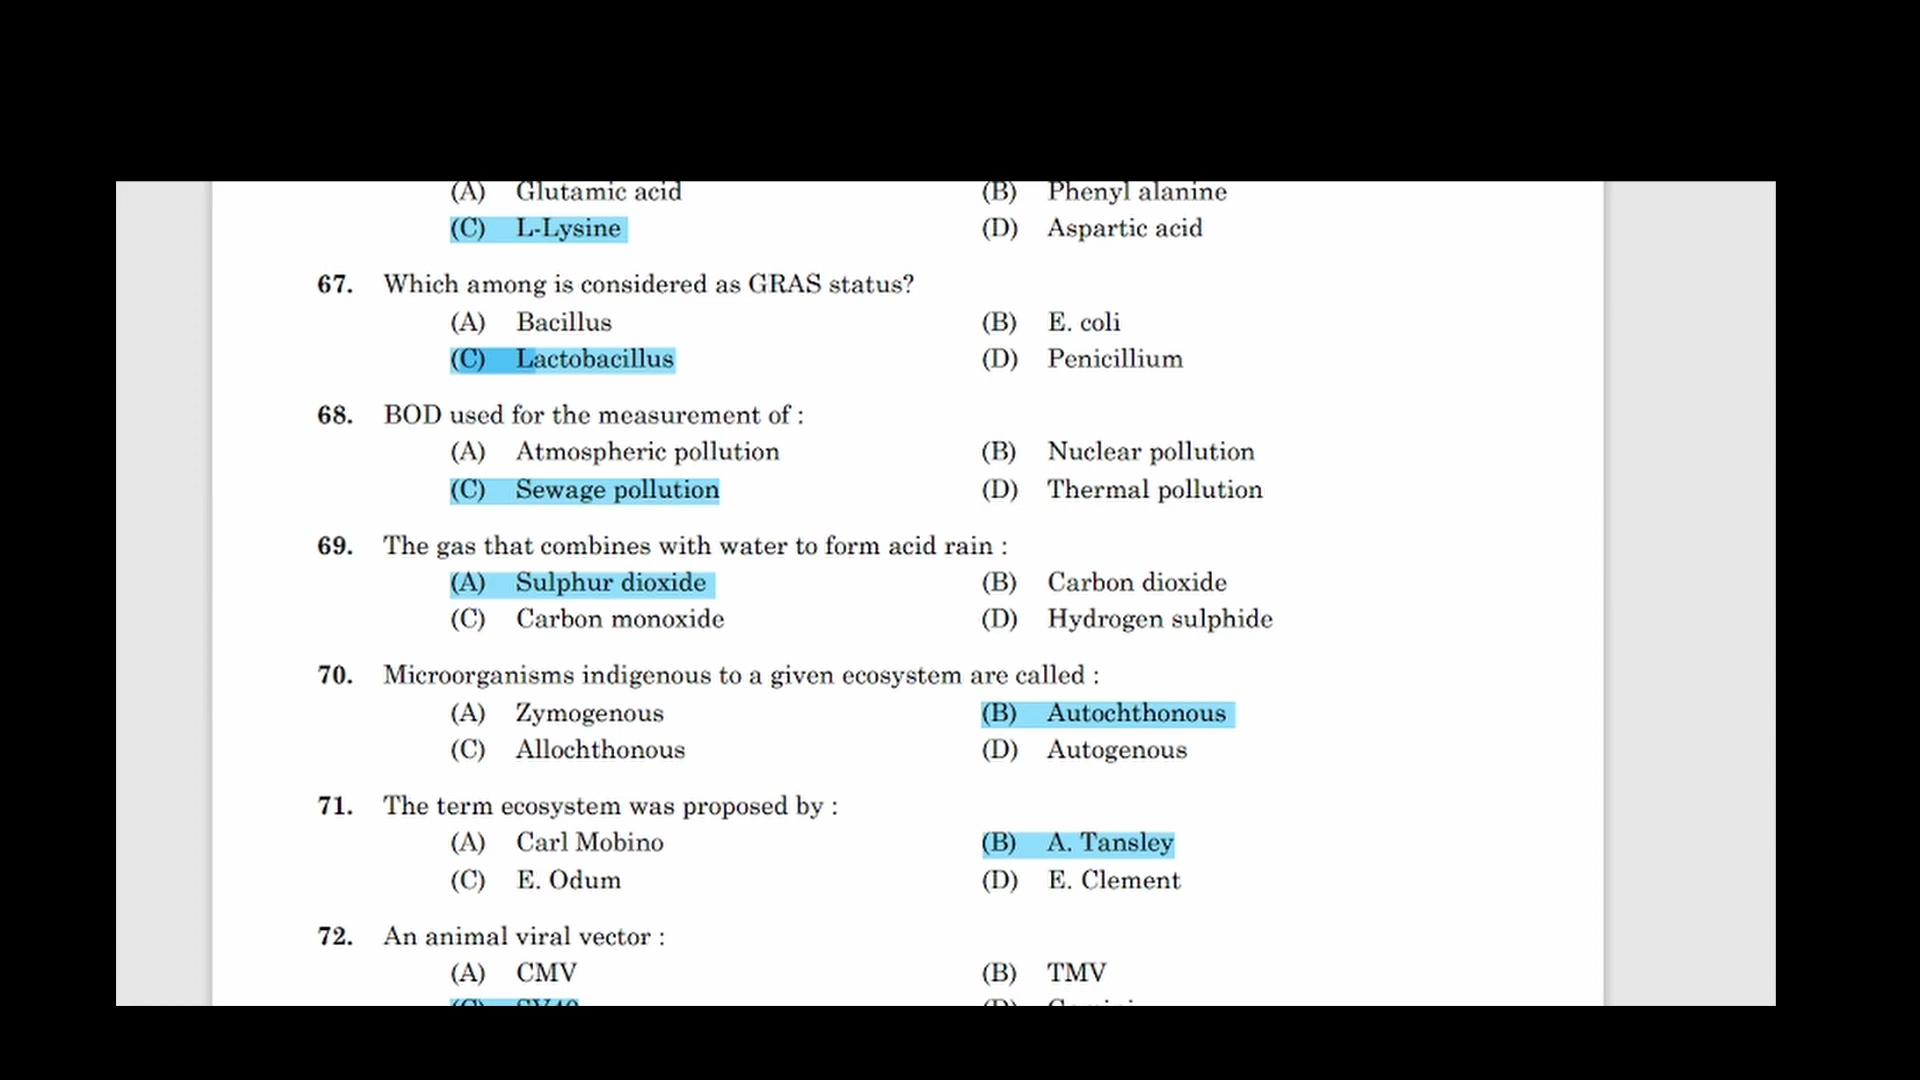 (A) Glutamic acid (B) Phenyl alanine
(C) L-Lysine (D) Aspartic acid
67. Which among is considered as GRAS status?
(A) Bacillus (B) E. coli
(C) Lactobacillus (D) Penicillium
68. BOD used for the measurement of :
(A) Atmospheric pollution (B) Nuclear pollution
(C) Sewage pollution (D) Thermal pollution
69. The gas that combines with water to form acid rain :
(A) Sulphur dioxide (B) Carbon dioxide
(C) Carbon monoxide (D) Hydrogen sulphide
70. Microorganisms indigenous to a given ecosystem are called :
(A) Zymogenous (B) Autochthonous
(C) Allochthonous (D) Autogenous
71. The term ecosystem was proposed by :
(A) Carl Mobino (B) A. Tansley
(C) E. Odum (D) E. Clement
72. An animal viral vector :
(A) CMV (B) TMV
(C) SV40 (D)